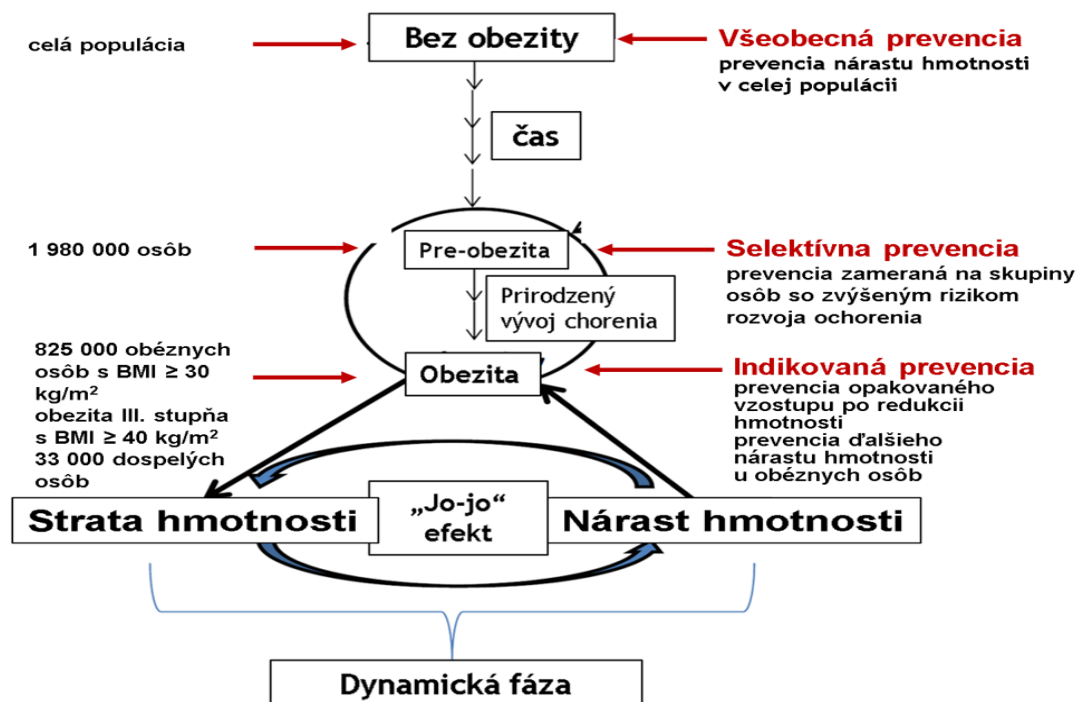 celá populácia
Bez obezity
Všeobecná prevencia
prevencia nárastu hmotnosti
v celej populácii
čas
1 980 000 osôb
Pre-obezita
Selektívna prevencia
prevencia zameraná na skupiny
osôb so zvýšeným rizikom
rozvoja ochorenia
Prirodzený
vývoj chorenia
825 000 obéznych
osôb s BMI ≥ 30
kg/m²
obezita III. stupňa
s BMI ≥ 40 kg/m²
33 000 dospelých
osôb
Obezita
Indikovaná prevencia
prevencia opakovaného
vzostupu po redukcii
hmotnosti
prevencia ďalšieho
nárastu hmotnosti
u obéznych osôb
Strata hmotnosti
„Jo-jo“
efekt
Nárast hmotnosti
Dynamická fáza